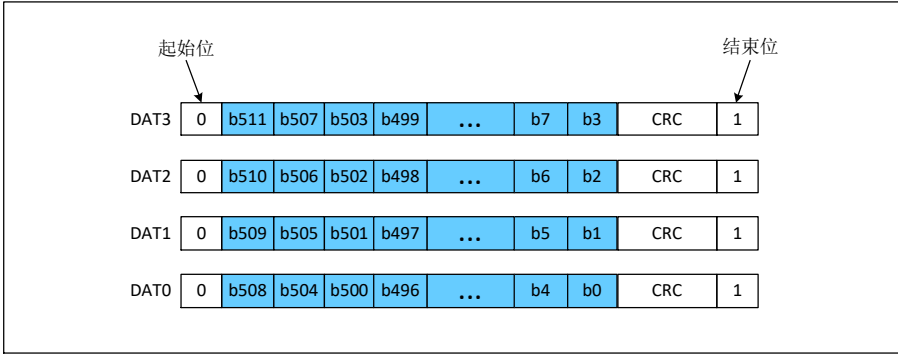 起始位 结束位
DAT3 0 b511 b507 b503 b499 ... b7 b3 CRC 1
DAT2 0 b510 b506 b502 b498 ... b6 b2 CRC 1
DAT1 0 b509 b505 b501 b497 ... b5 b1 CRC 1
DAT0 0 b508 b504 b500 b496 ... b4 b0 CRC 1